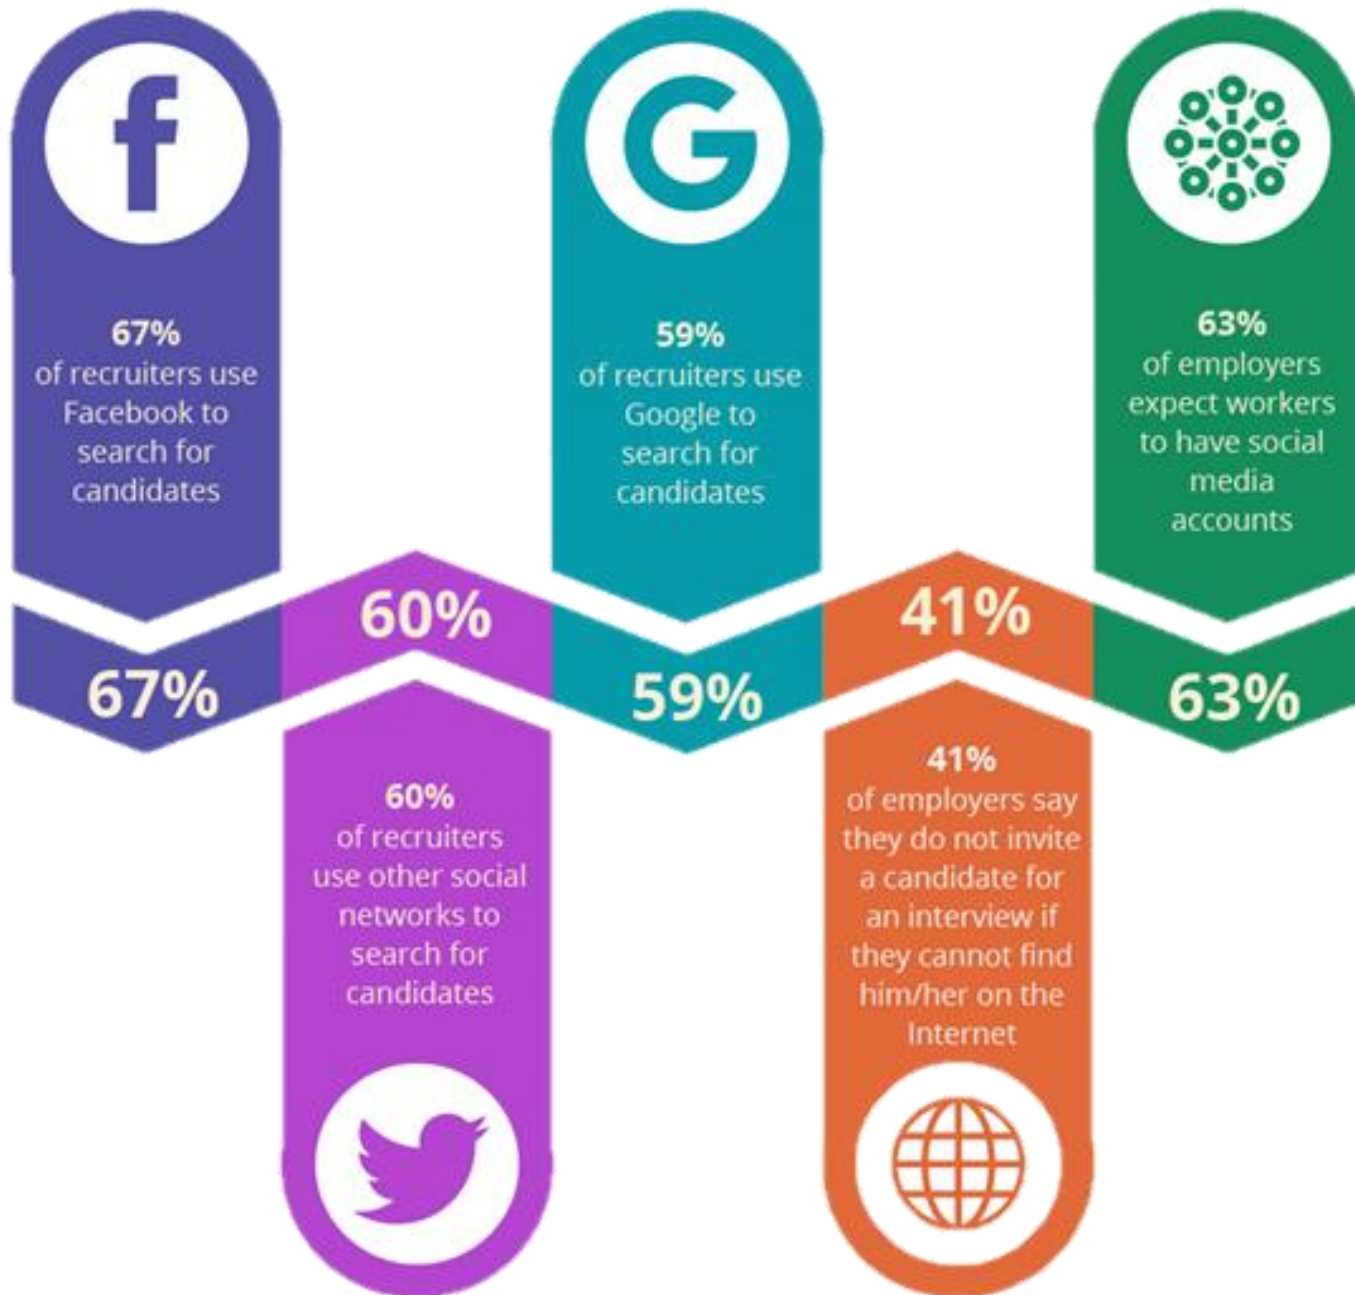 67%
of recruiters use
Facebook to
search for
candidates
67%
60%
60%
of recruiters
use other social
networks to
search for
candidates
59%
of recruiters use
Google to
search for
candidates
59%
41%
41%
of employers say
they do not invite
a candidate for
an interview if
they cannot find
him/her on the
Internet
63%
of employers
expect workers
to have social
media
accounts
63%